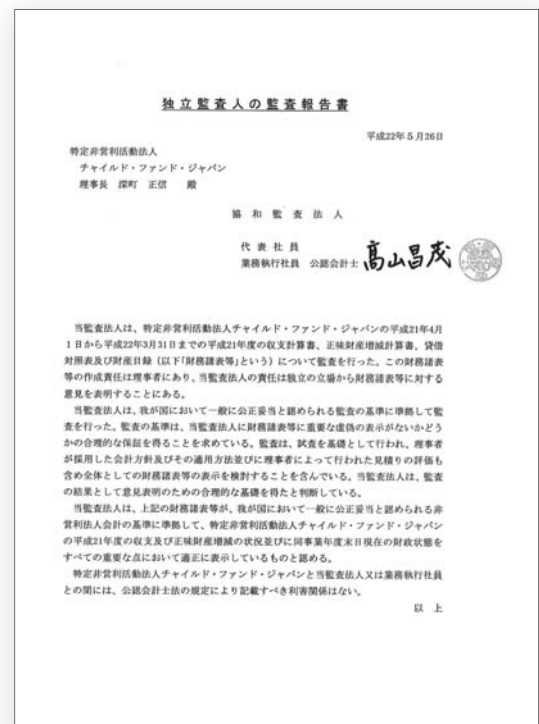 独立監査人の監査報告書
平成22年5月26日
特定非営利活動法人
チャイルド・ファンド・ジャパン
理事長 深町 正信 殿
協和監査法人
代表社員
業務執行社員 公認会計士 髙山昌茂
当監査法人は、特定非営利活動法人チャイルド・ファンド・ジャパンの平成21年4月
1日から平成22年3月31日までの平成21年度の収支計算書、正味財産増減計算書、貸借
対照表及び財産目録（以下「財務諸表等」という）について監査を行った。この財務諸表
等の作成責任は理事者にあり、当監査法人の責任は独立の立場から財務諸表等に対する
意見を表明することにある。
当監査法人は、我が国において一般に公正妥当と認められる監査の基準に準拠して監
査を行った。監査の基準は、当監査法人に財務諸表等に重要な虚偽の表示がないかどう
かの合理的な保証を得ることを求めている。監査は、試査を基礎として行われ、理事者
が採用した会計方針及びその適用方法並びに理事者によって行われた見積りの評価も
含め全体としての財務諸表等の表示を検討することを含んでいる。当監査法人は、監査
の結果として意見表明のための合理的な基礎を得たと判断している。
当監査法人は、上記の財務諸表等が、我が国において一般に公正妥当と認められる非
営利法人会計の基準に準拠して、特定非営利活動法人チャイルド・ファンド・ジャパン
の平成21年度の収支及び正味財産増減の状況並びに同事業年度末日現在の財政状態を
すべての重要な点において適正に表示しているものと認める。
特定非営利活動法人チャイルド・ファンド・ジャパンと当監査法人又は業務執行社員
との間には、公認会計士法の規定により記載すべき利害関係はない。
以上